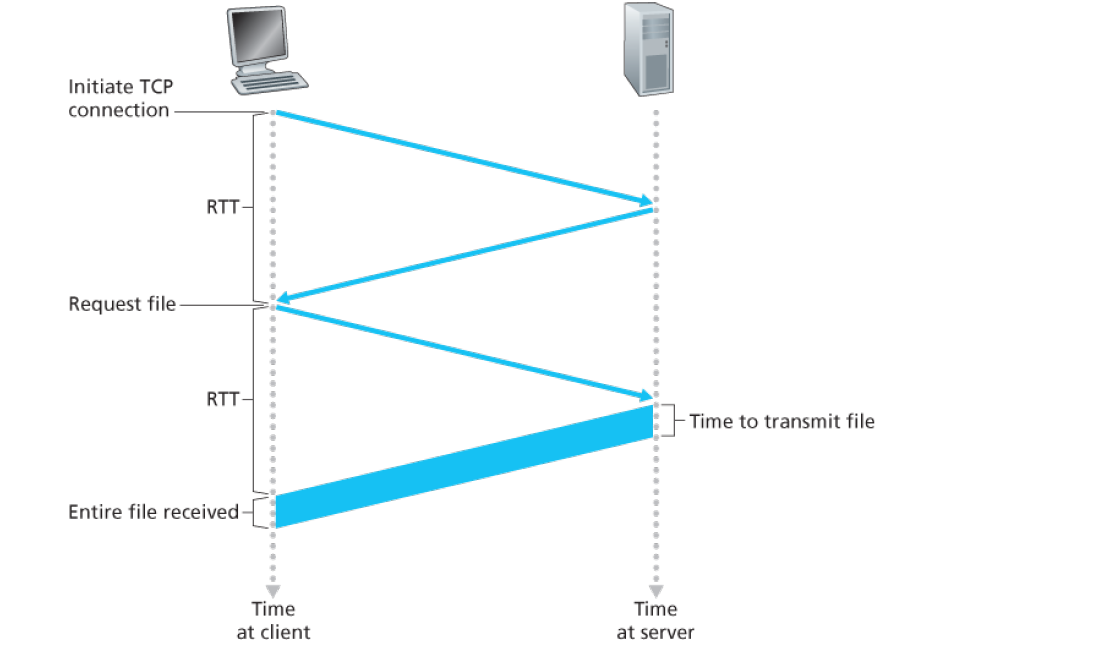 Initiate TCP
connection
RTT
Request file
RTT
Time to transmit file
Entire file received
Time
at client
Time
at server